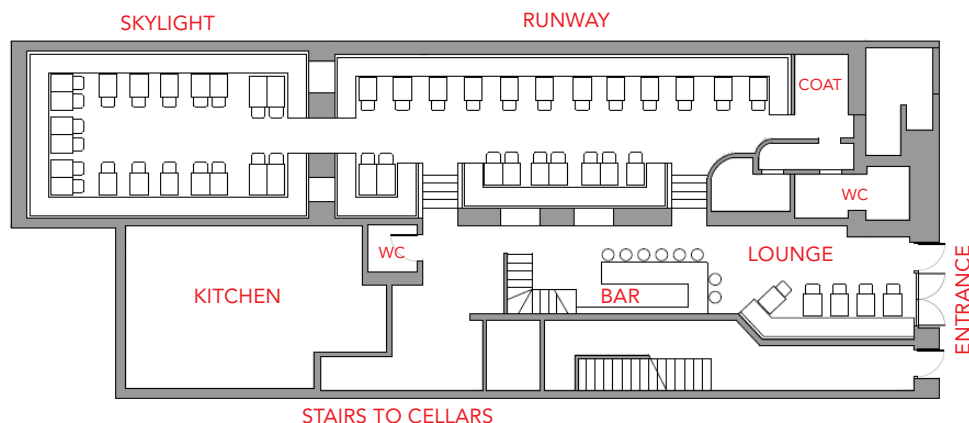 SKYLIGHT
RUNWAY
COAT
WC
WC
LOUNGE
KITCHEN
BAR
ENTRANCE
STAIRS TO CELLARS